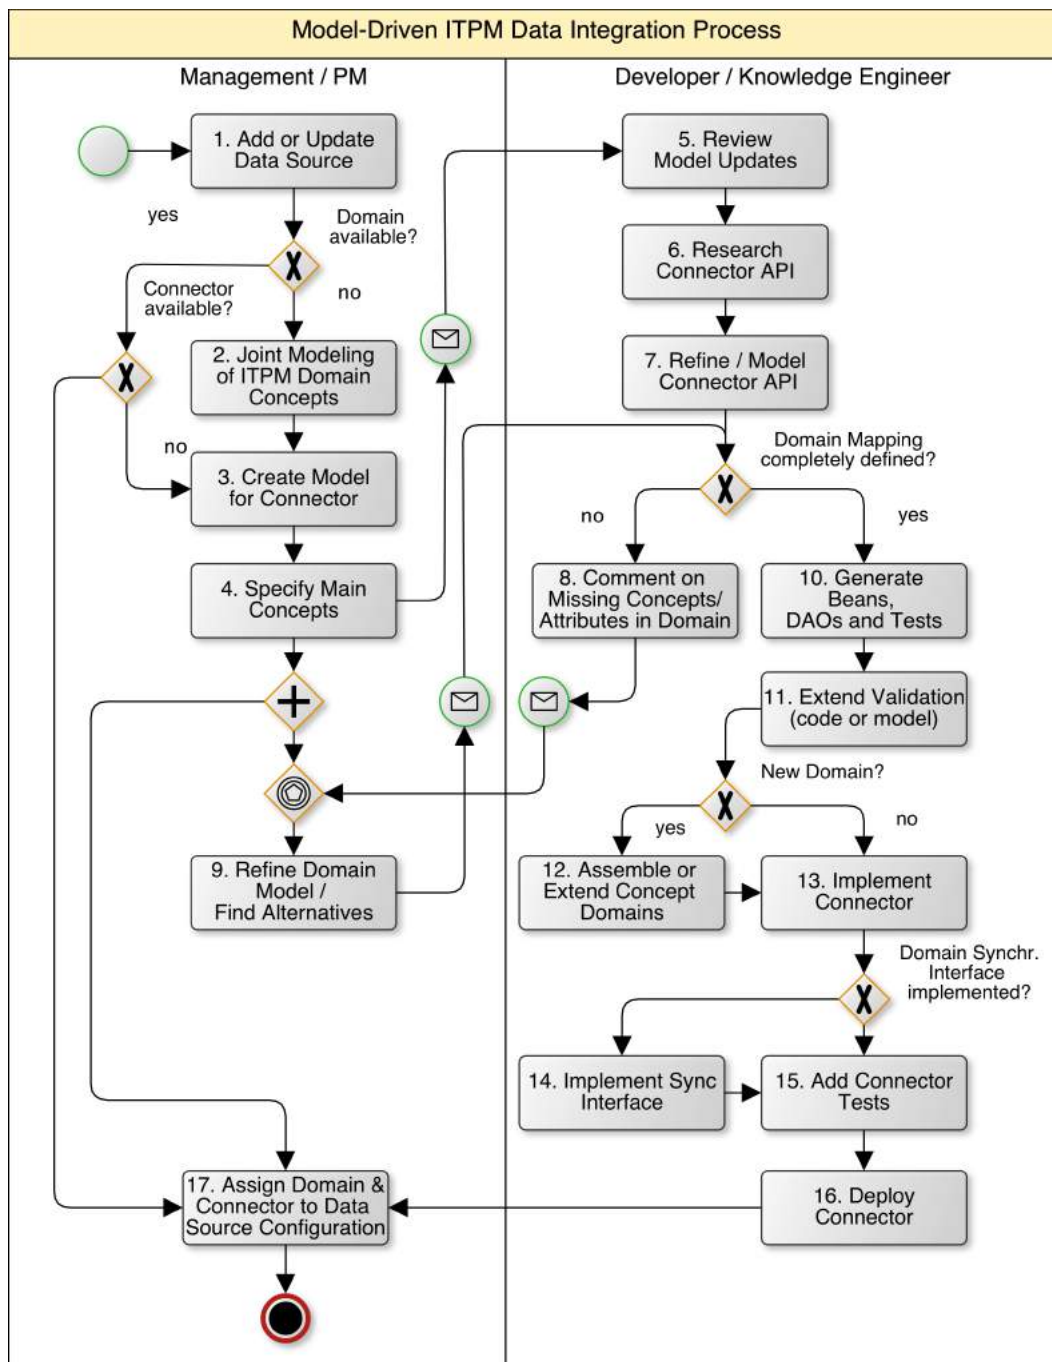 Model-Driven ITPM Data Integration Process
Management / PM
Developer / Knowledge Engineer
1. Add or Update
Data Source
yes
Domain
available?
no
Connector
available?
2. Joint Modeling
of ITPM Domain
Concepts
no
3. Create Model
for Connector
4. Specify Main
Concepts
9. Refine Domain
Model /
Find Alternatives
17. Assign Domain &
Connector to Data
Source Configuration
5. Review
Model Updates
6. Research
Connector API
7. Refine / Model
Connector API
Domain Mapping
completely defined?
no
yes
8. Comment on
Missing Concepts/
Attributes in Domain
10. Generate
Beans,
DAOs and Tests
11. Extend Validation
(code or model)
New Domain?
yes
no
12. Assemble or
Extend Concept
Domains
13. Implement
Connector
Domain Synchr.
Interface
implemented?
14. Implement Sync
Interface
15. Add Connector
Tests
16. Deploy
Connector